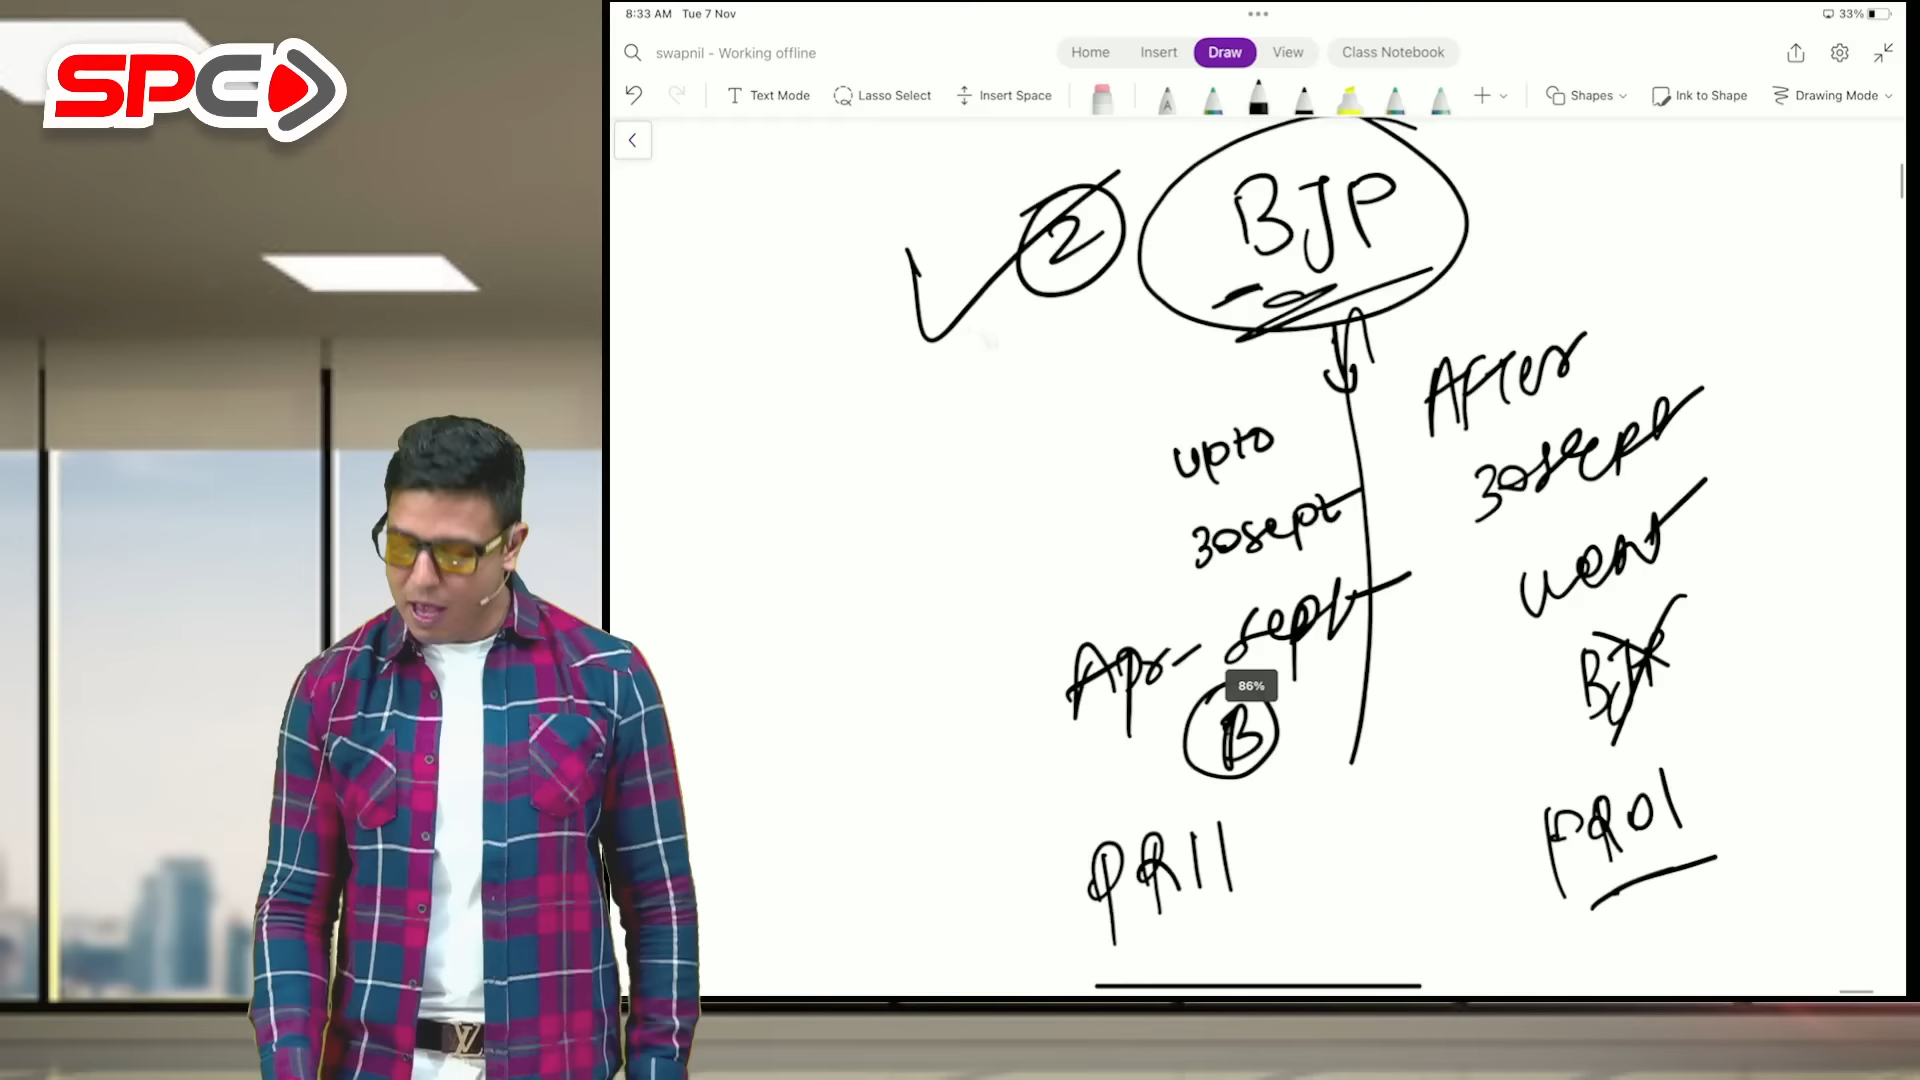 SPC
8:33 AM Tue 7 Nov
33%
swapnil - Working offline
Home Insert Draw View Class Notebook
Text Mode Lasso Select Insert Space Shapes Ink to Shape Drawing Mode
2 BJP
After
upto
30sept
30sept
went
Apr - sept
BJP
86%
B
PR11
PR01